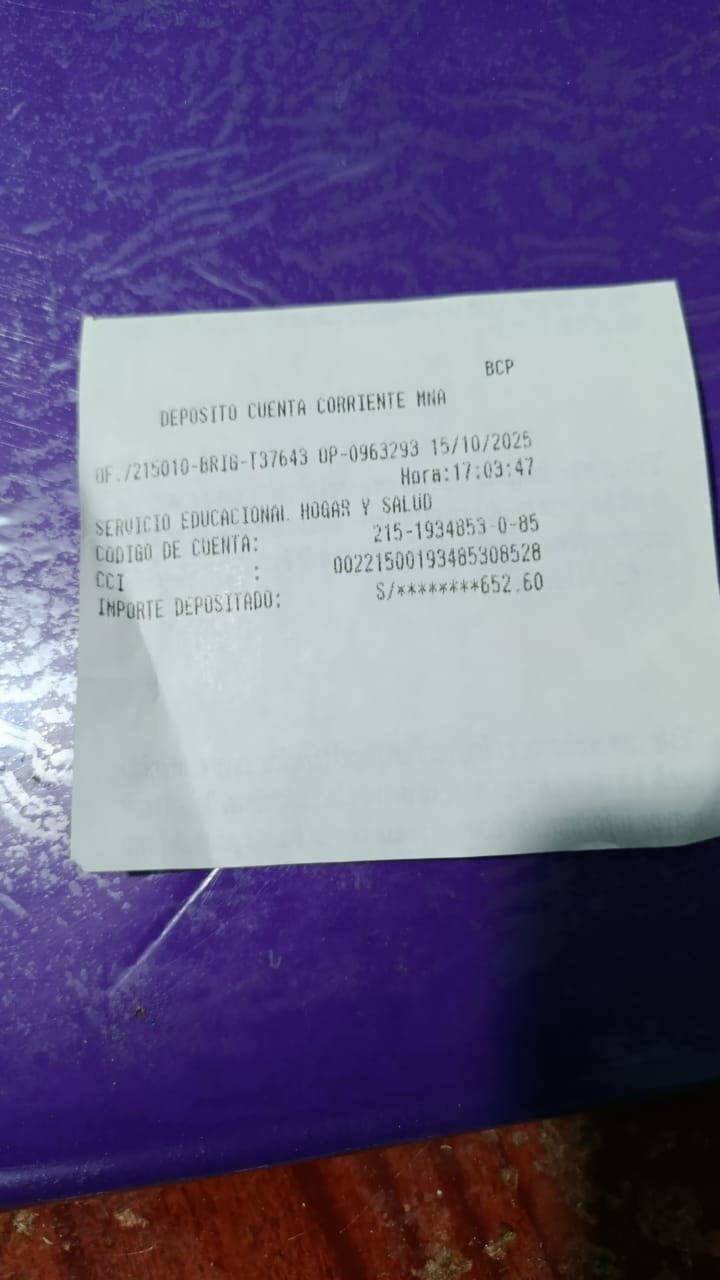 BCP
DEPOSITO CUENTA CORRIENTE MNA
OF./215010-BRIG-T37643 OP-0963293 15/10/2025
Hora:17:03:47
SERVICIO EDUCACIONAL HOGAR Y SALUD
CODIGO DE CUENTA: 215-1934853-0-85
CCI : 00221500193485308528
IMPORTE DEPOSITADO: S/********652.60